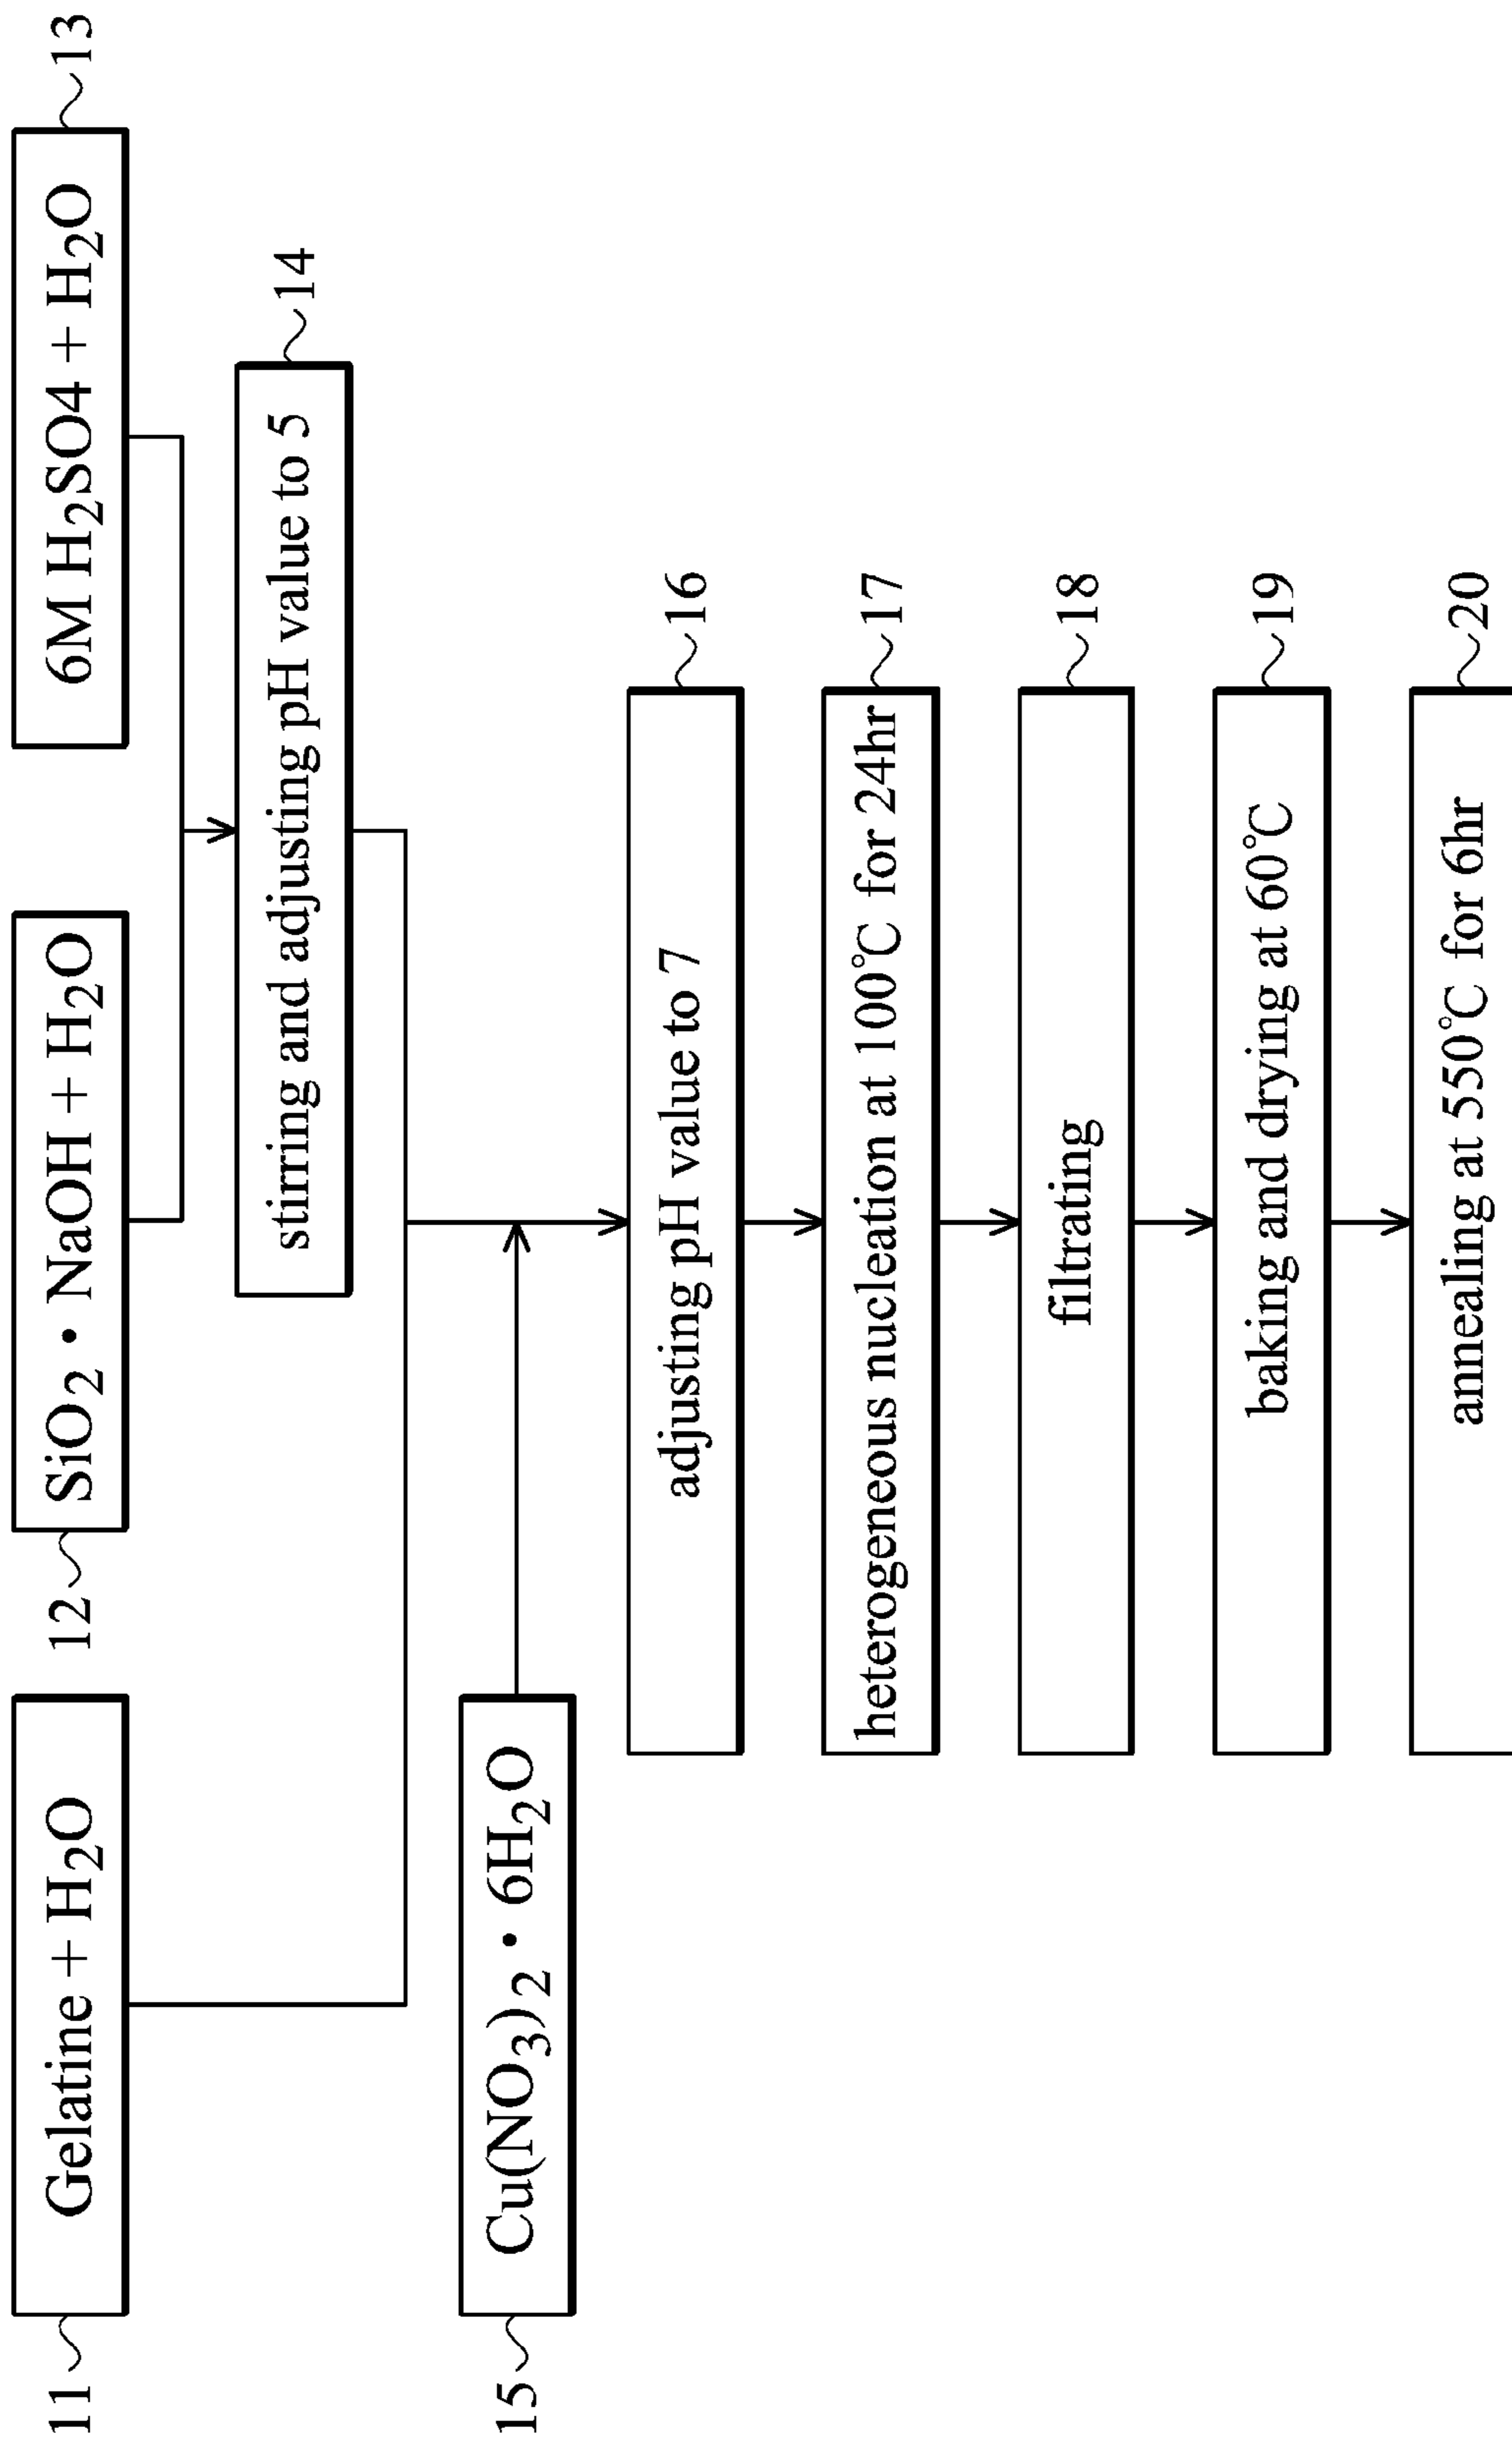 11
Gelatine + H₂O
12
SiO₂ · NaOH + H₂O
6M H₂SO4 + H₂O
13
stirring and adjusting pH value to 5
14
15
Cu(NO₃)₂ · 6H₂O
adjusting pH value to 7
16
heterogeneous nucleation at 100℃ for 24hr
17
filtrating
18
baking and drying at 60℃
19
annealing at 550℃ for 6hr
20